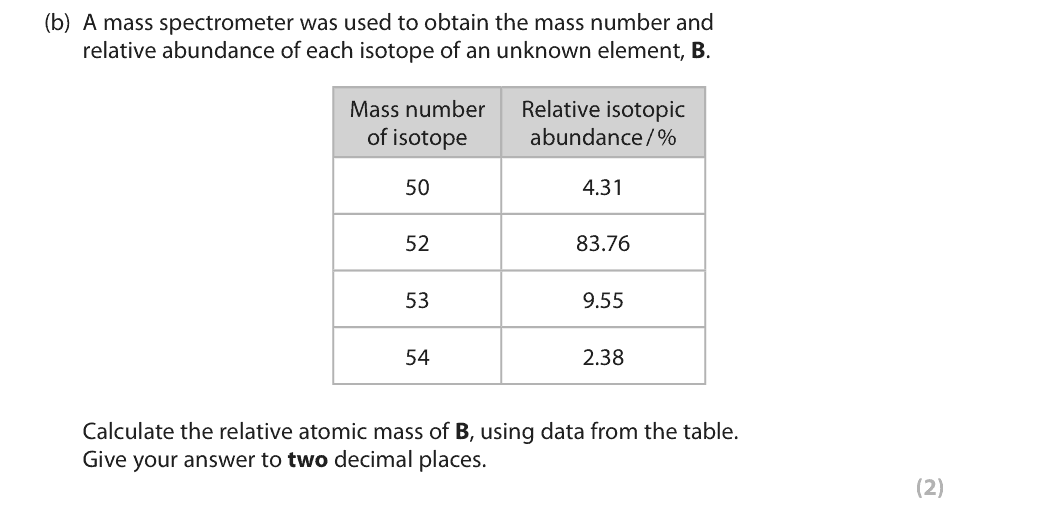 (b) A mass spectrometer was used to obtain the mass number and
relative abundance of each isotope of an unknown element, B.
Mass number of isotope Relative isotopic abundance / %
50 4.31
52 83.76
53 9.55
54 2.38
Calculate the relative atomic mass of B, using data from the table.
Give your answer to two decimal places.
(2)